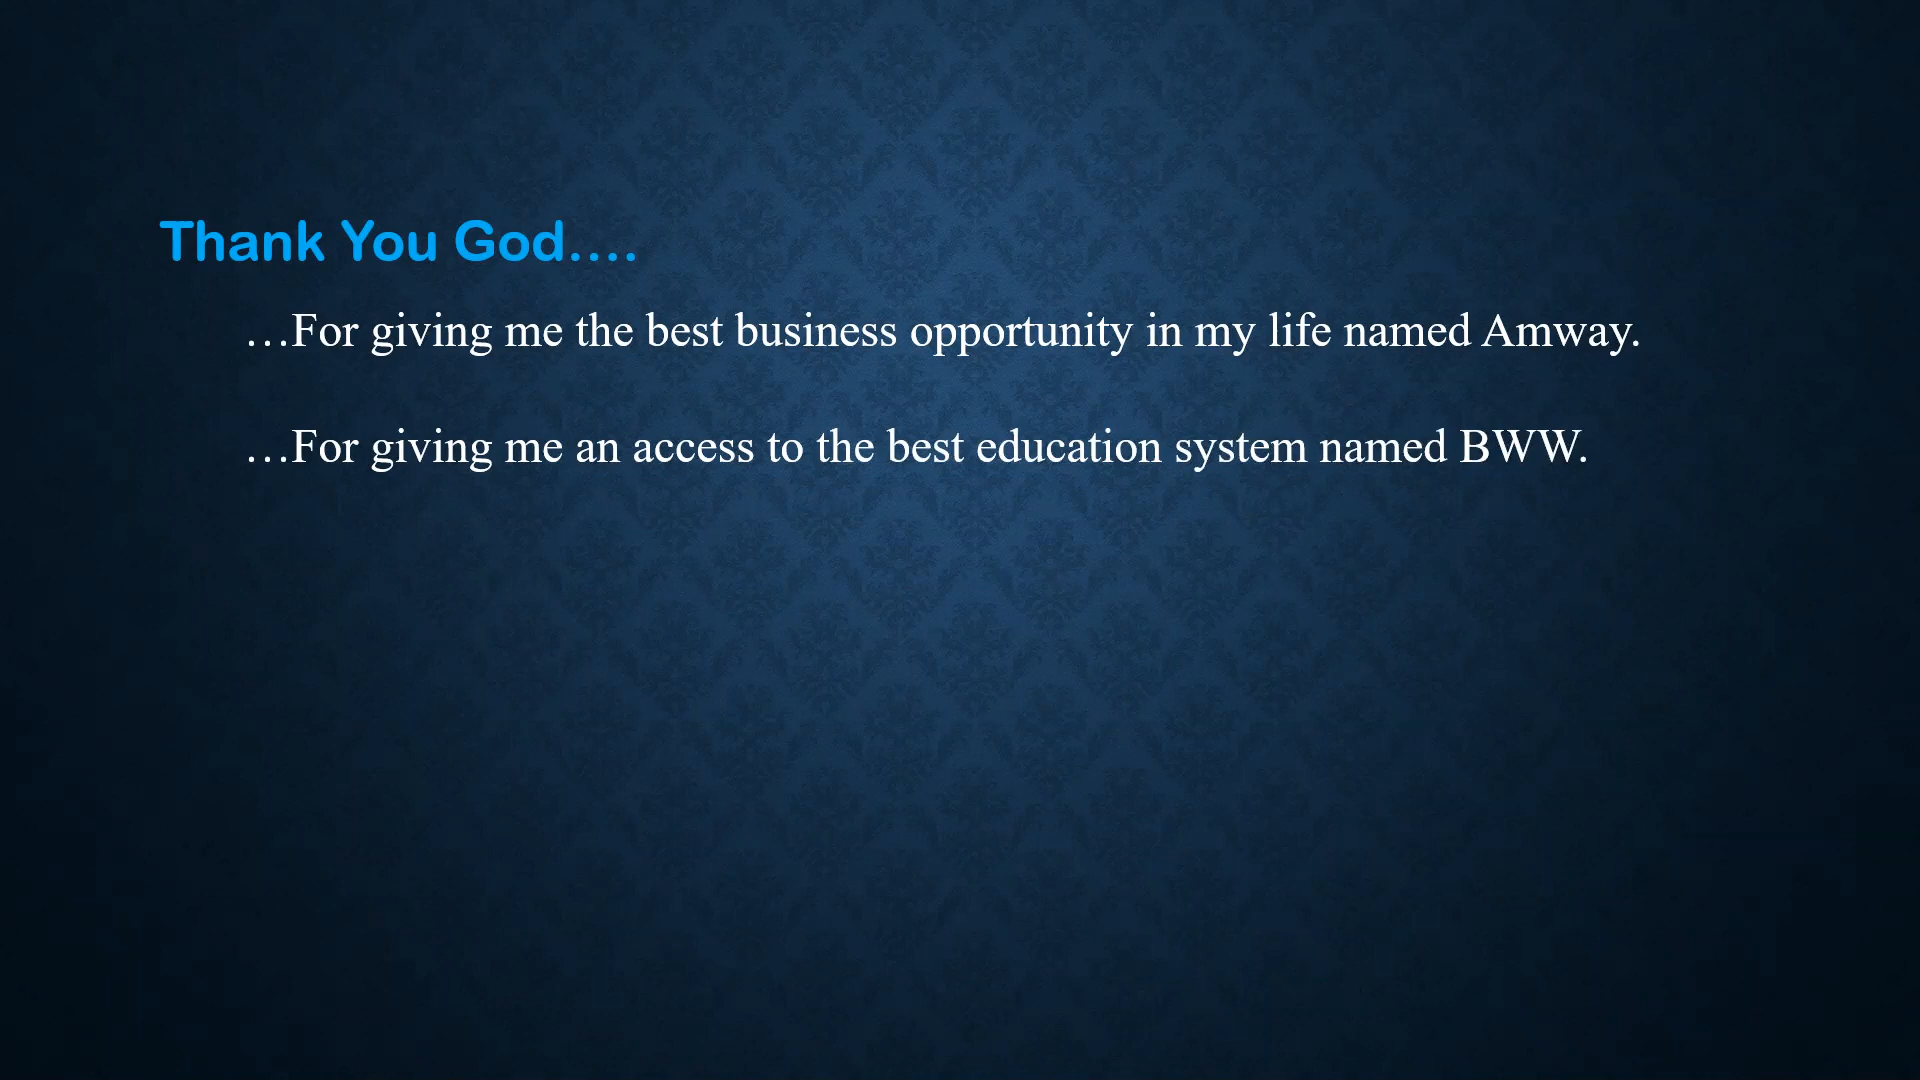 Thank You God....
…For giving me the best business opportunity in my life named Amway.
…For giving me an access to the best education system named BWW.